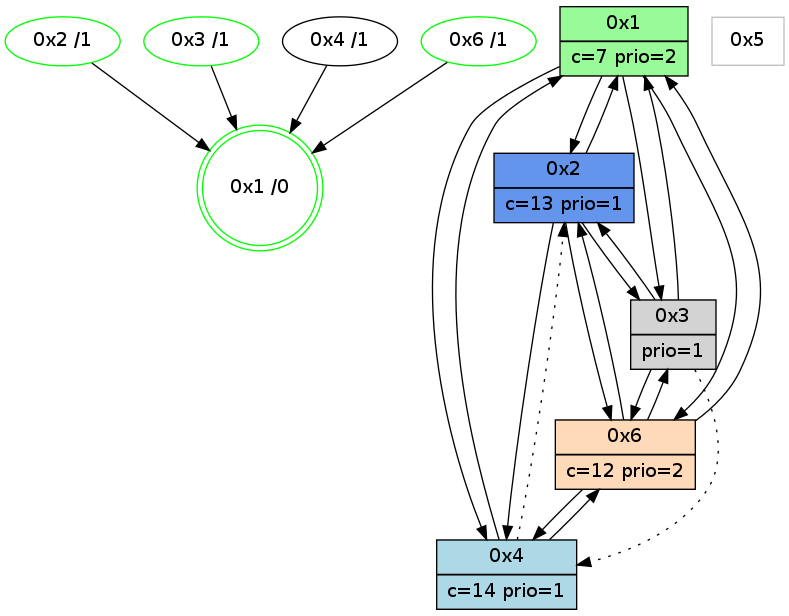 0x2 /1
0x3 /1
0x4 /1
0x6 /1
0x1
c=7 prio=2
0x5
0x1 /0
0x2
c=13 prio=1
0x3
prio=1
0x6
c=12 prio=2
0x4
c=14 prio=1